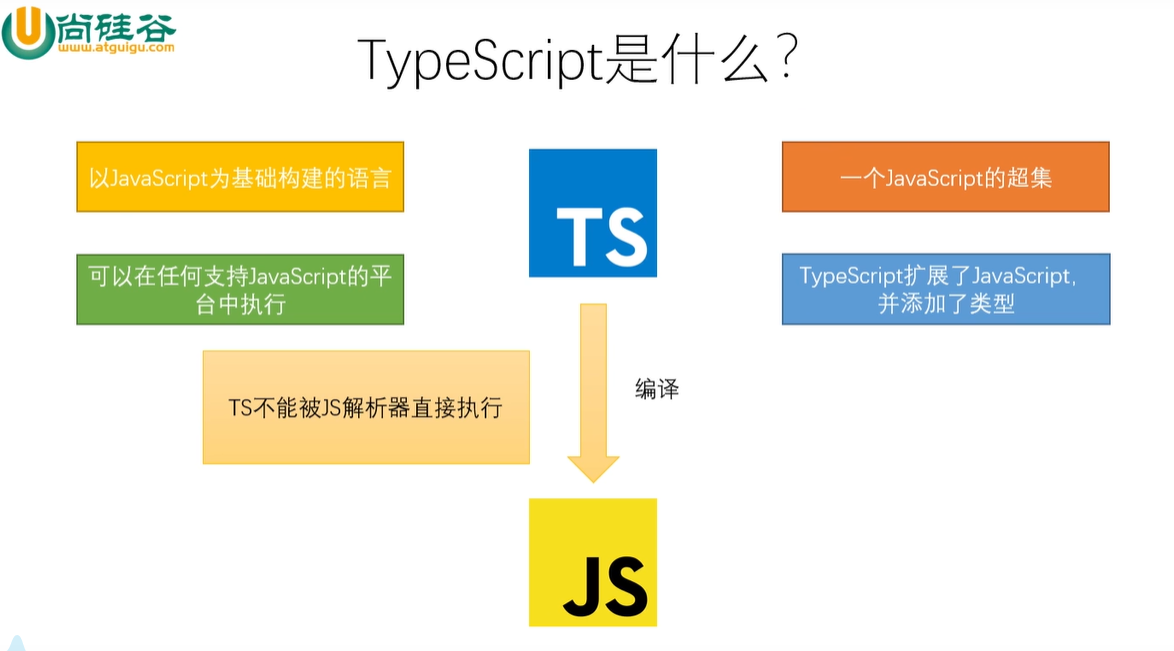 尚硅谷
www.atguigu.com
TypeScript是什么？
以JavaScript为基础构建的语言
一个JavaScript的超集
可以在任何支持JavaScript的平
台中执行
TypeScript扩展了JavaScript,
并添加了类型
TS
TS不能被JS解析器直接执行
编译
JS